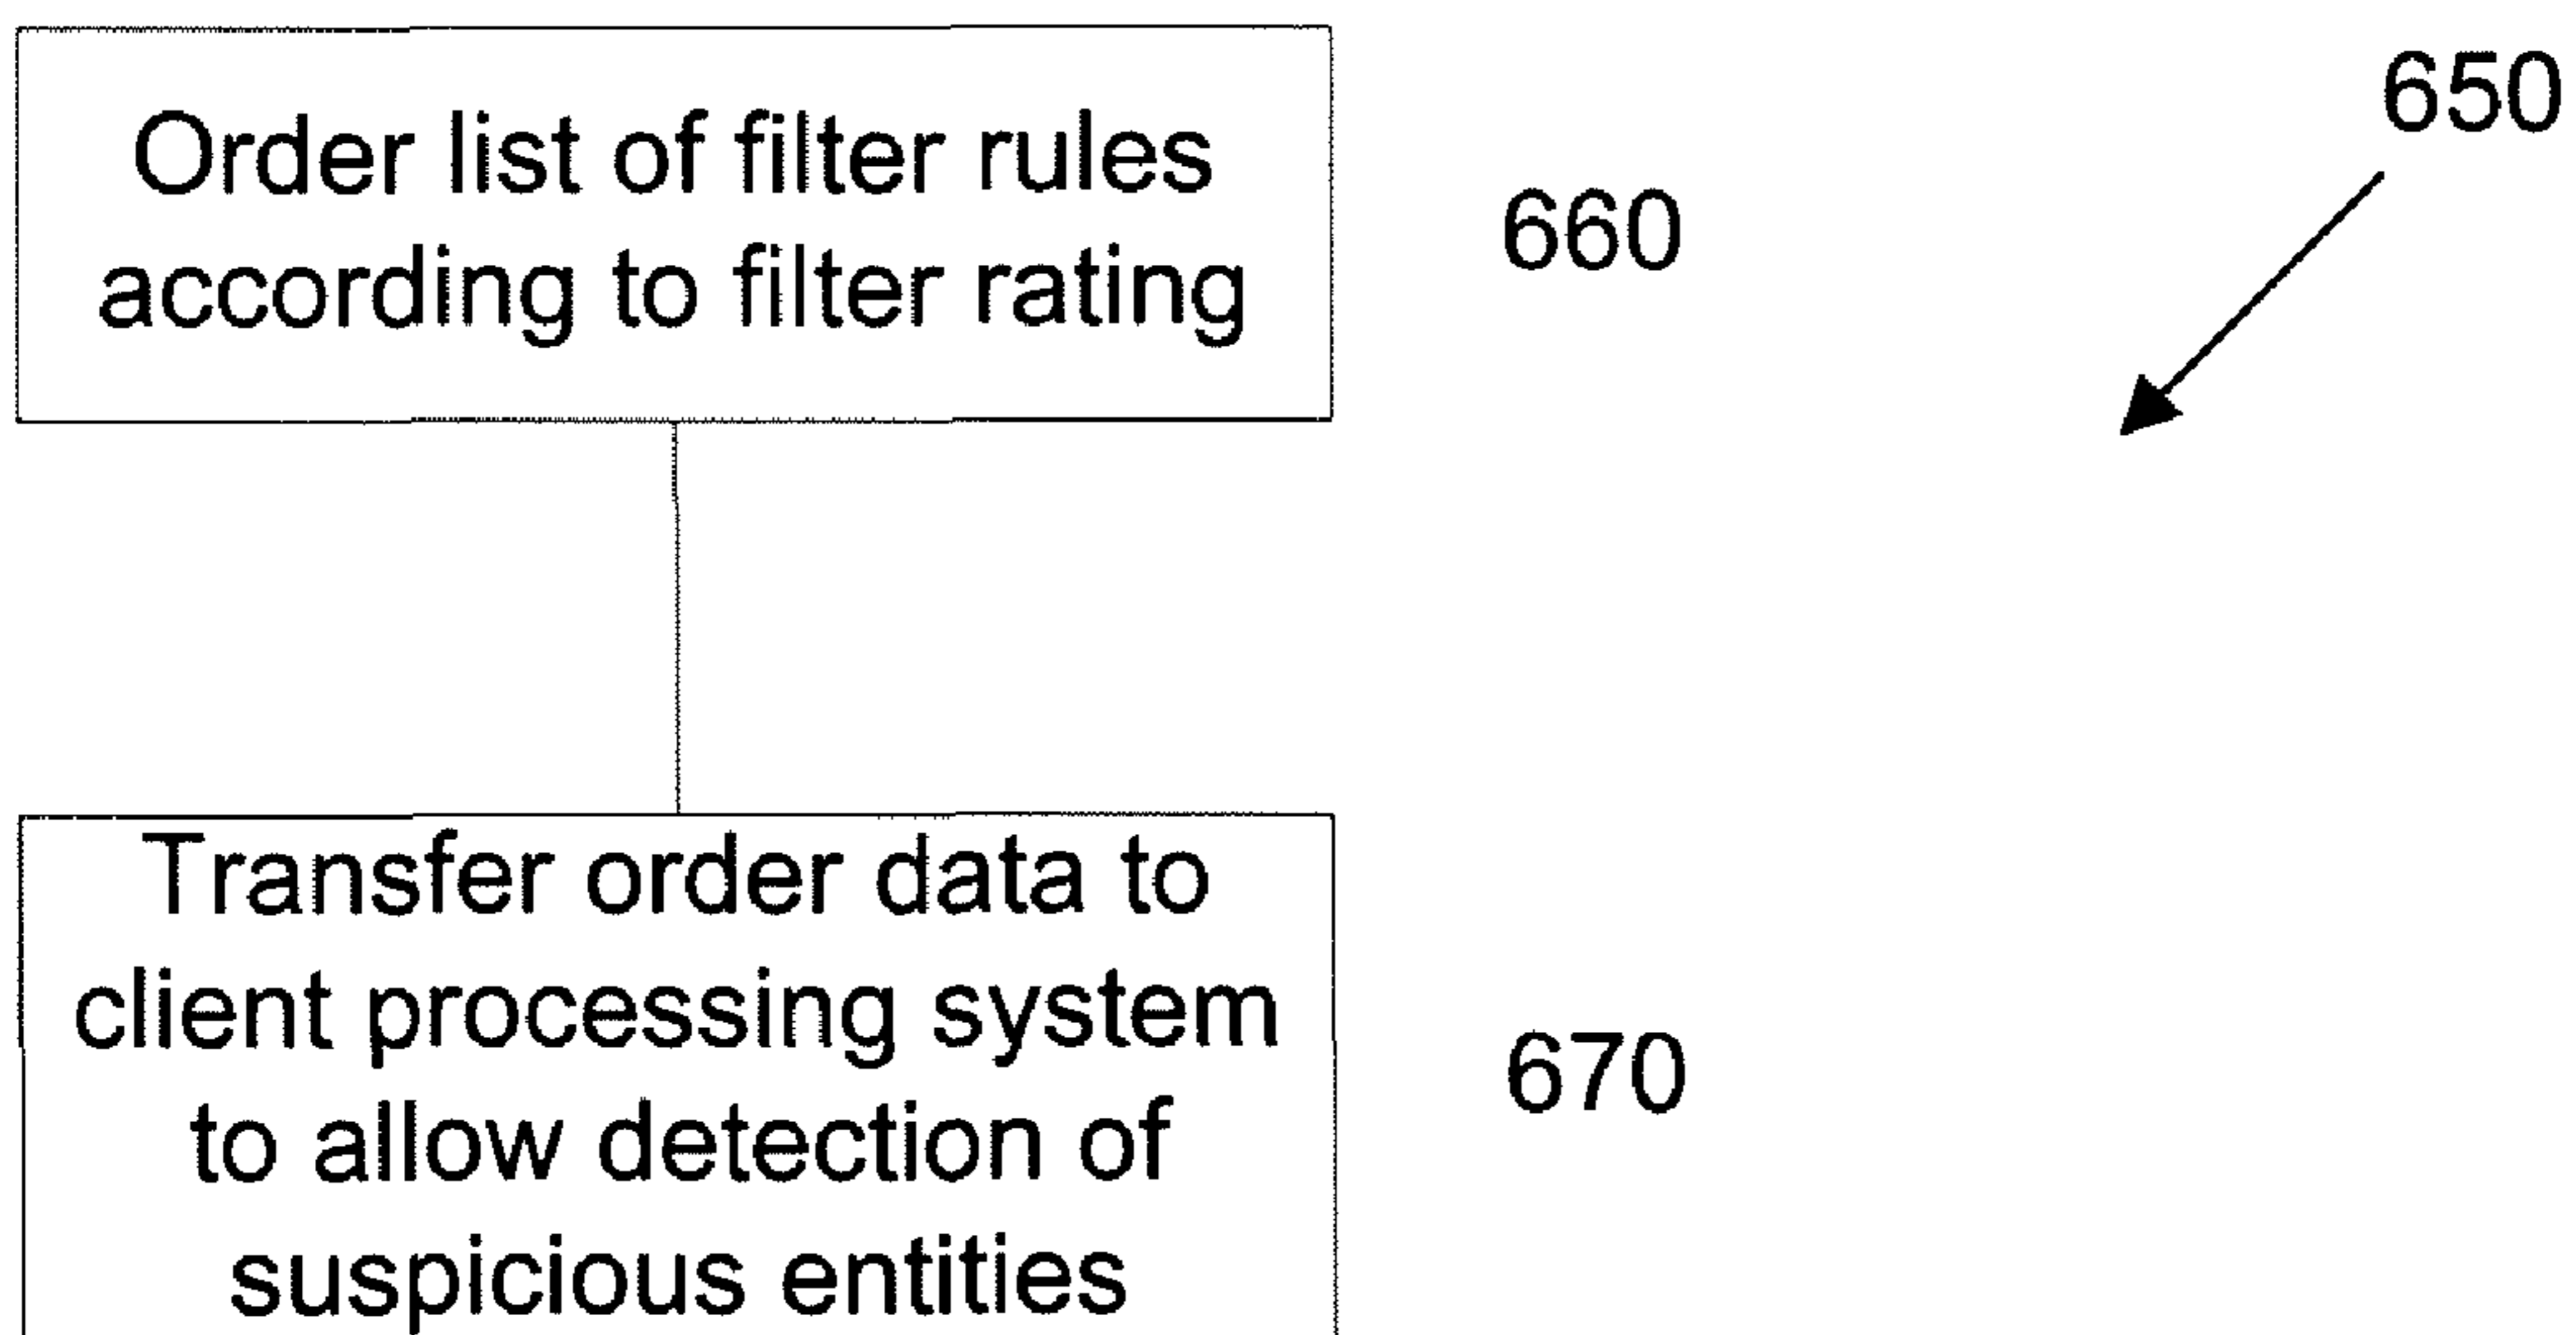 650
Order list of filter rules
according to filter rating
660
Transfer order data to
client processing system
to allow detection of
suspicious entities
670